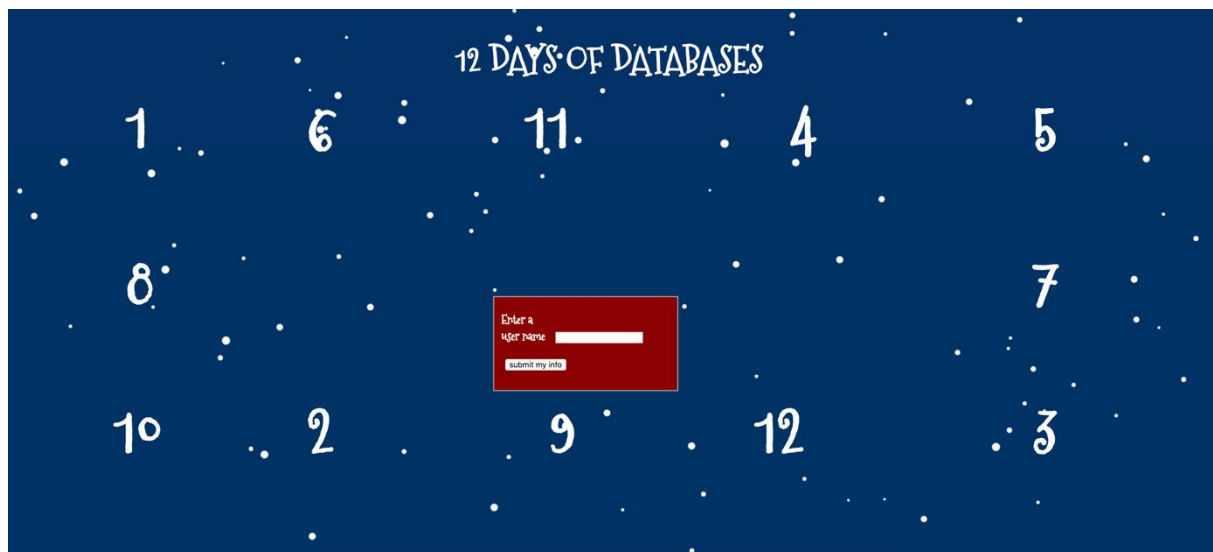 12 DAYS OF DATABASES
1 6 11 4 5
8 7
Enter a
user name
submit my info
10 2 9 12 3